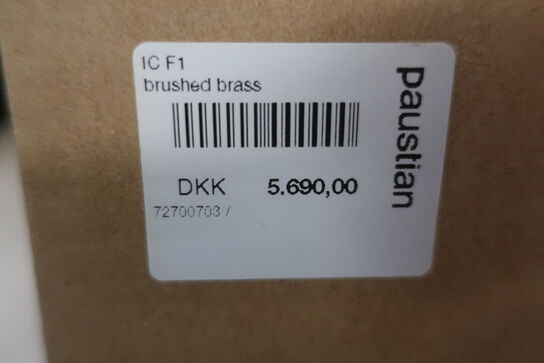 IC F1
brushed brass
DKK 5.690,00
72700703 /
paustian